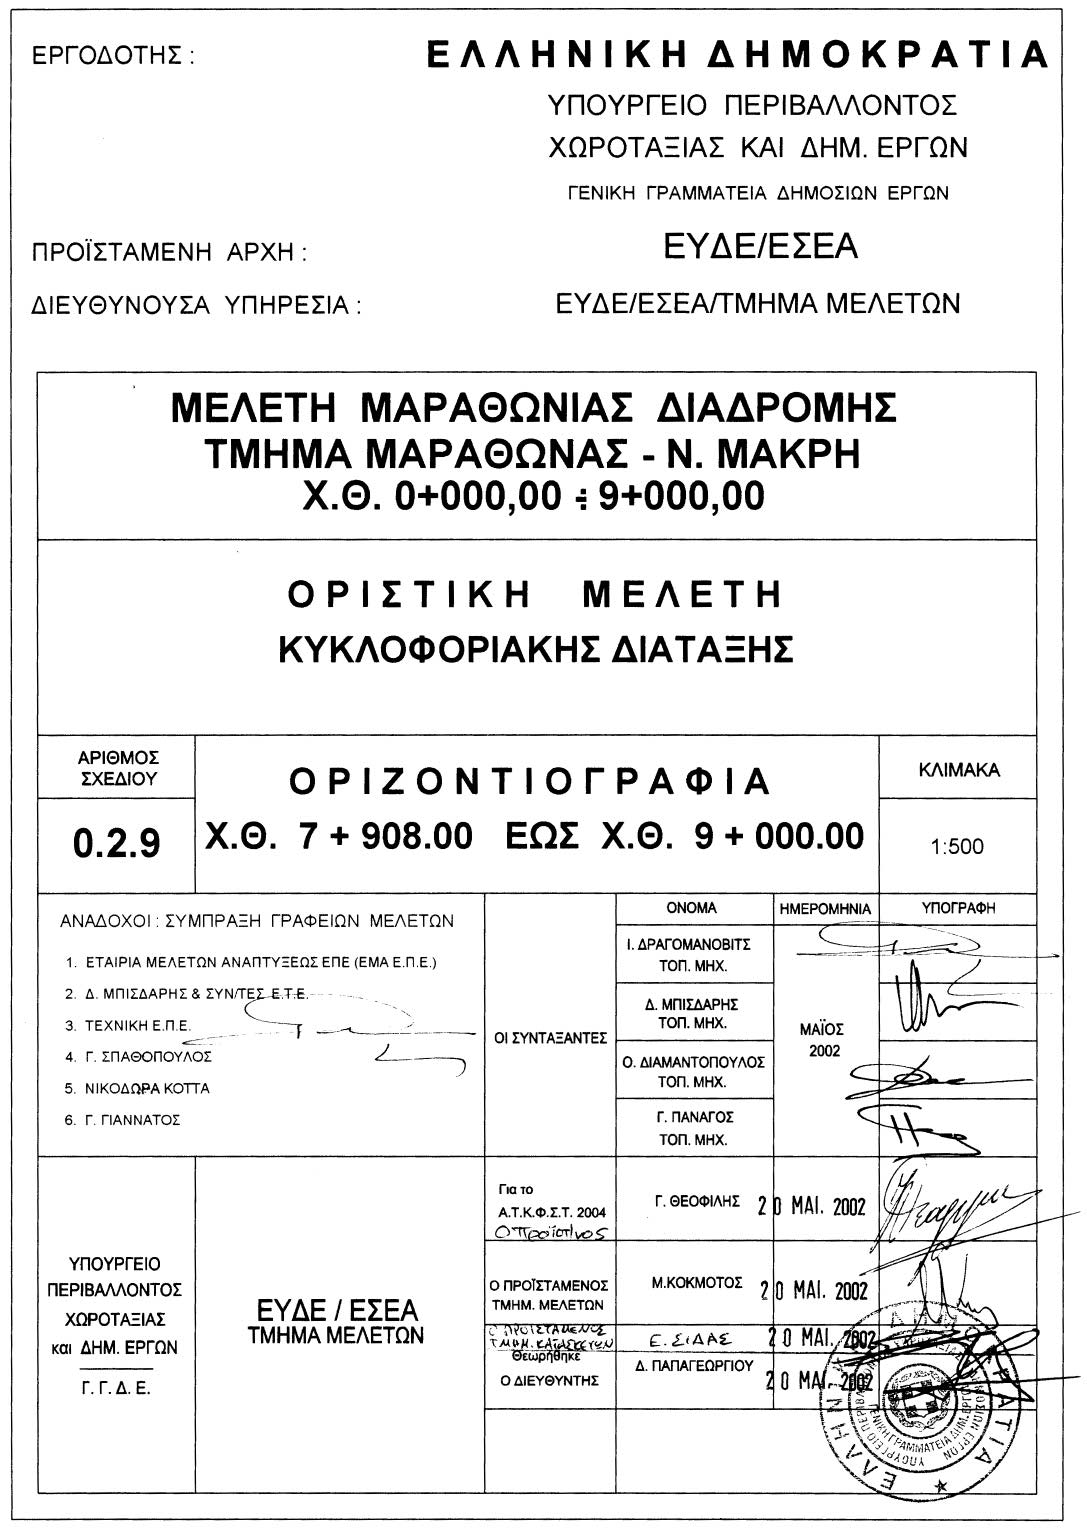 ΕΡΓΟΔΟΤΗΣ :
ΕΛΛΗΝΙΚΗ ΔΗΜΟΚΡΑΤΙΑ
ΥΠΟΥΡΓΕΙΟ ΠΕΡΙΒΑΛΛΟΝΤΟΣ
ΧΩΡΟΤΑΞΙΑΣ ΚΑΙ ΔΗΜ. ΕΡΓΩΝ
ΓΕΝΙΚΗ ΓΡΑΜΜΑΤΕΙΑ ΔΗΜΟΣΙΩΝ ΕΡΓΩΝ
ΠΡΟΪΣΤΑΜΕΝΗ ΑΡΧΗ :
ΕΥΔΕ/ΕΣΕΑ
ΔΙΕΥΘΥΝΟΥΣΑ ΥΠΗΡΕΣΙΑ :
ΕΥΔΕ/ΕΣΕΑ/ΤΜΗΜΑ ΜΕΛΕΤΩΝ
ΜΕΛΕΤΗ ΜΑΡΑΘΩΝΙΑΣ ΔΙΑΔΡΟΜΗΣ
ΤΜΗΜΑ ΜΑΡΑΘΩΝΑΣ - Ν. ΜΑΚΡΗ
Χ.Θ. 0+000,00 ÷ 9+000,00
ΟΡΙΣΤΙΚΗ ΜΕΛΕΤΗ
ΚΥΚΛΟΦΟΡΙΑΚΗΣ ΔΙΑΤΑΞΗΣ
ΑΡΙΘΜΟΣ
ΣΧΕΔΙΟΥ
0.2.9
ΟΡΙΖΟΝΤΙΟΓΡΑΦΙΑ
Χ.Θ. 7 + 908.00 ΕΩΣ Χ.Θ. 9 + 000.00
ΚΛΙΜΑΚΑ
1:500
ΑΝΑΔΟΧΟΙ : ΣΥΜΠΡΑΞΗ ΓΡΑΦΕΙΩΝ ΜΕΛΕΤΩΝ
1. ΕΤΑΙΡΙΑ ΜΕΛΕΤΩΝ ΑΝΑΠΤΥΞΕΩΣ ΕΠΕ (ΕΜΑ Ε.Π.Ε.)
2. Δ. ΜΠΙΣΔΑΡΗΣ & ΣΥΝ/ΤΕΣ Ε.Τ.Ε.
3. ΤΕΧΝΙΚΗ Ε.Π.Ε.
4. Γ. ΣΠΑΘΟΠΟΥΛΟΣ
5. ΝΙΚΟΔΩΡΑ ΚΟΤΤΑ
6. Γ. ΓΙΑΝΝΑΤΟΣ
ΟΙ ΣΥΝΤΑΞΑΝΤΕΣ
ΟΝΟΜΑ
ΗΜΕΡΟΜΗΝΙΑ
ΥΠΟΓΡΑΦΗ
Ι. ΔΡΑΓΟΜΑΝΟΒΙΤΣ
ΤΟΠ. ΜΗΧ.
Δ. ΜΠΙΣΔΑΡΗΣ
ΤΟΠ. ΜΗΧ.
Ο. ΔΙΑΜΑΝΤΟΠΟΥΛΟΣ
ΤΟΠ. ΜΗΧ.
Γ. ΠΑΝΑΓΟΣ
ΤΟΠ. ΜΗΧ.
ΜΑΪΟΣ
2002
ΥΠΟΥΡΓΕΙΟ
ΠΕΡΙΒΑΛΛΟΝΤΟΣ
ΧΩΡΟΤΑΞΙΑΣ
και ΔΗΜ. ΕΡΓΩΝ
Γ. Γ. Δ. Ε.
ΕΥΔΕ / ΕΣΕΑ
ΤΜΗΜΑ ΜΕΛΕΤΩΝ
Για το
Α.Τ.Κ.Φ.Σ.Τ. 2004
Ο προϊστ/νος
Γ. ΘΕΟΦΙΛΗΣ
20 ΜΑΙ. 2002
Ο ΠΡΟΪΣΤΑΜΕΝΟΣ
ΤΜΗΜ. ΜΕΛΕΤΩΝ
Μ.ΚΟΚΜΟΤΟΣ
20 ΜΑΙ. 2002
Ο ΠΡΟΙΣΤΑΜΕΝΟΣ
ΤΜΗΜ. ΚΑΤΑΣΚΕΥΩΝ
Ε. ΣΙΔΑΣ
20 ΜΑΙ. 2002
Θεωρήθηκε
Ο ΔΙΕΥΘΥΝΤΗΣ
Δ. ΠΑΠΑΓΕΩΡΓΙΟΥ
20 ΜΑΙ. 2002